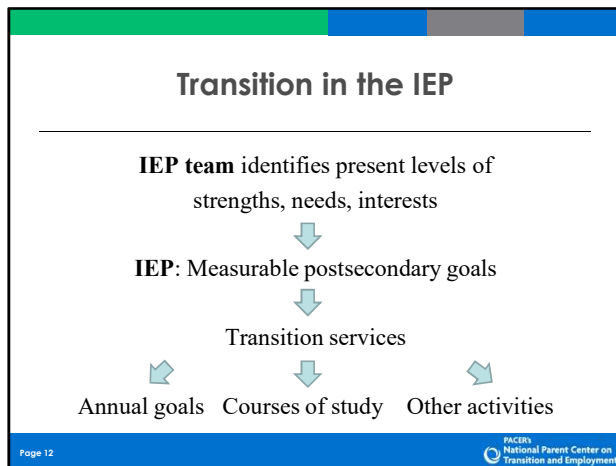 Transition in the IEP
IEP team identifies present levels of
strengths, needs, interests
IEP: Measurable postsecondary goals
Transition services
Annual goals Courses of study Other activities
Page 12
PACER's
National Parent Center on
Transition and Employment